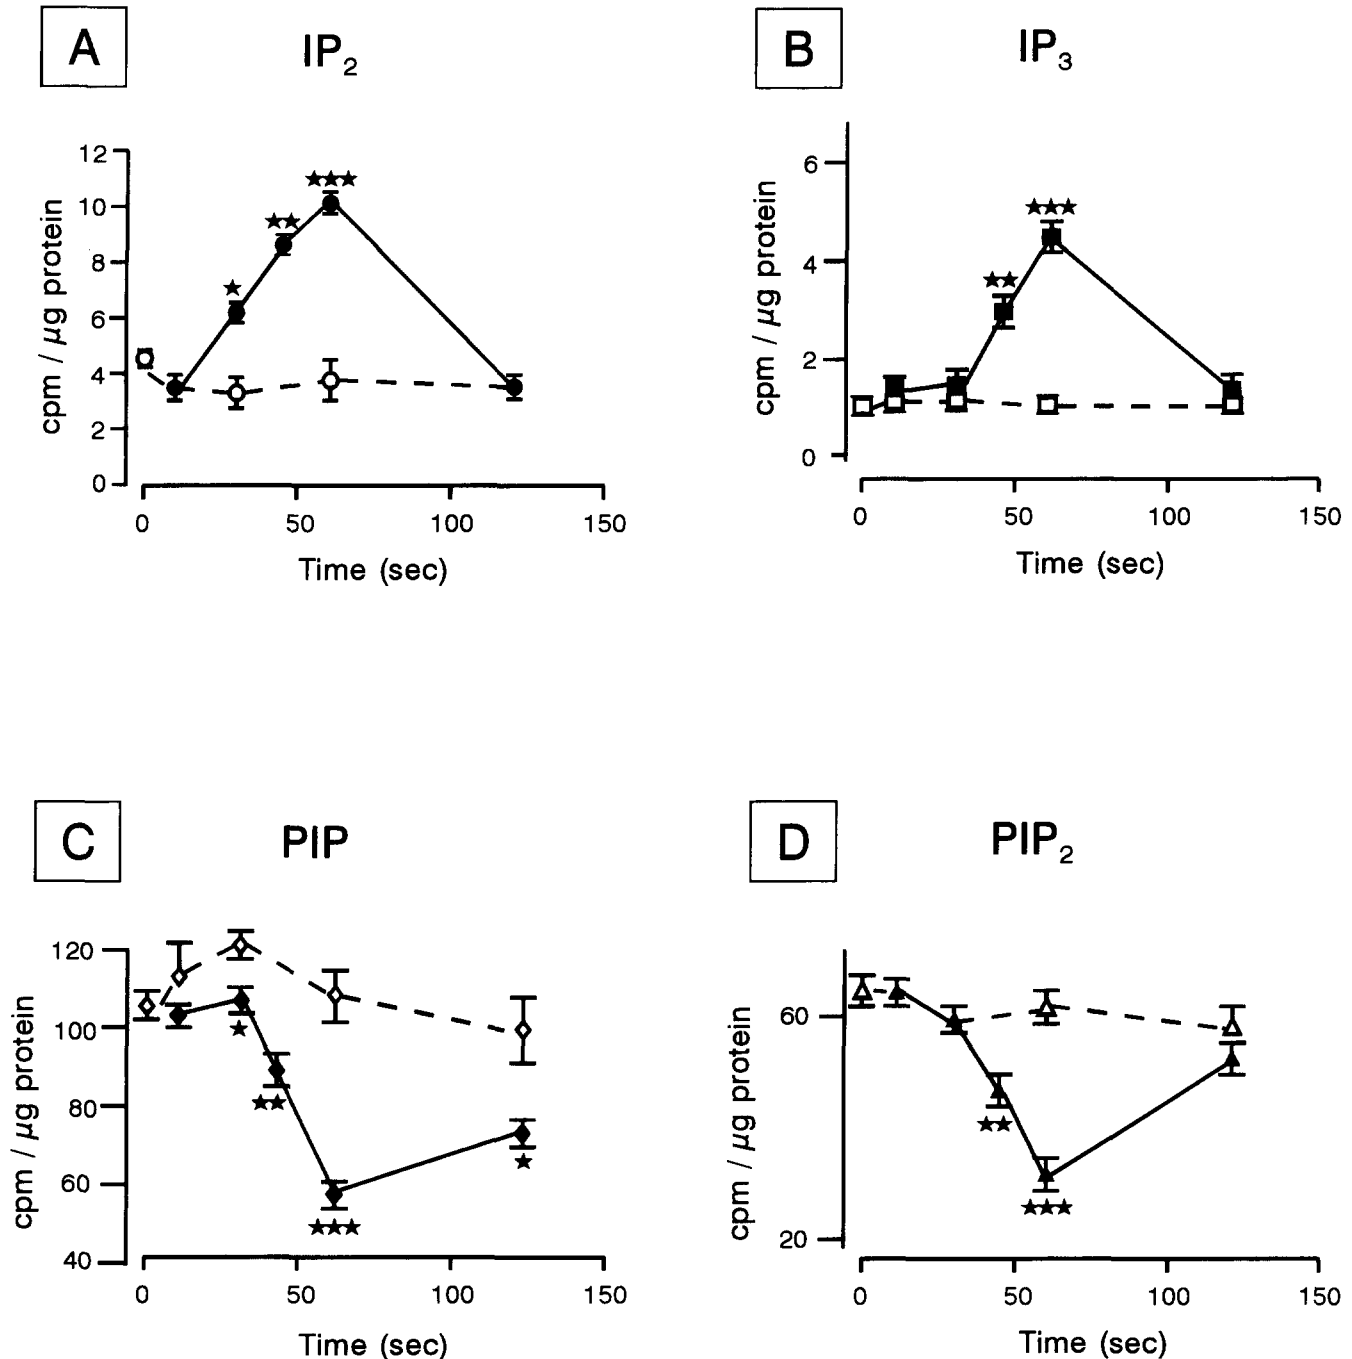 A
IP2
cpm / µg protein
12
10
8
6
4
2
0
★
★★
★★★
0 50 100 150
Time (sec)
B
IP3
cpm / µg protein
6
4
2
0
★★
★★★
0 50 100 150
Time (sec)
C
PIP
cpm / µg protein
120
100
80
60
40
★
★★
★★★
★
0 50 100 150
Time (sec)
D
PIP2
cpm / µg protein
60
20
★★
★★★
0 50 100 150
Time (sec)